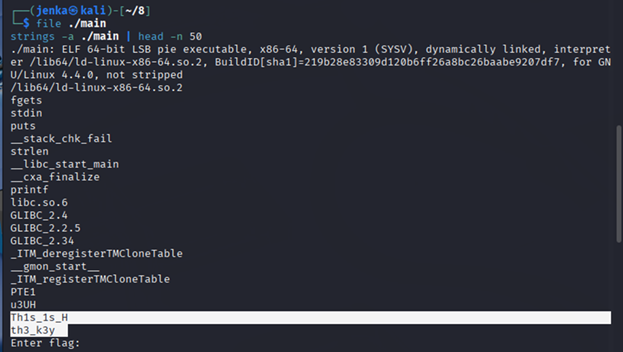 ┌──(jenka㉿kali)-[~/8]
└─$ file ./main
strings -a ./main | head -n 50
./main: ELF 64-bit LSB pie executable, x86-64, version 1 (SYSV), dynamically linked, interpret
er /lib64/ld-linux-x86-64.so.2, BuildID[sha1]=219b28e83309d120b6ff26a8bc26baabe9207df7, for GN
U/Linux 4.4.0, not stripped
/lib64/ld-linux-x86-64.so.2
fgets
stdin
puts
__stack_chk_fail
strlen
__libc_start_main
__cxa_finalize
printf
libc.so.6
GLIBC_2.4
GLIBC_2.2.5
GLIBC_2.34
_ITM_deregisterTMCloneTable
__gmon_start__
_ITM_registerTMCloneTable
PTE1
u3UH
Th1s_1s_H
th3_k3y
Enter flag: